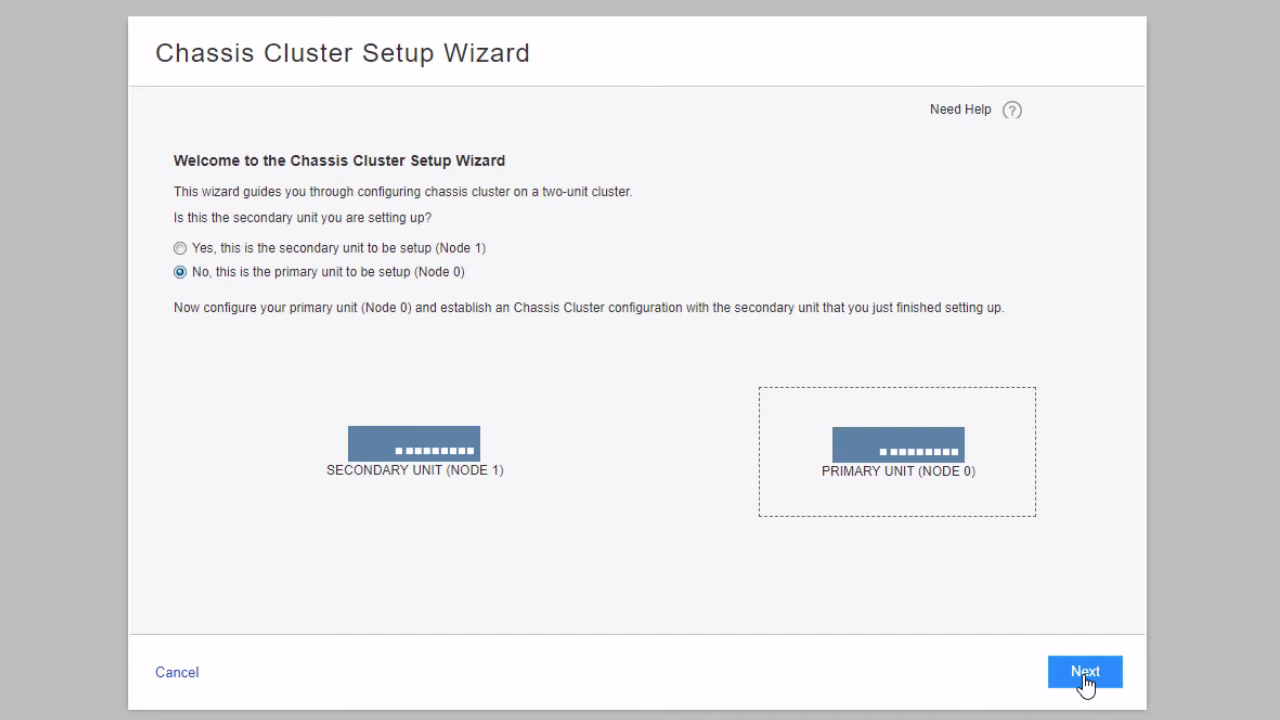 Chassis Cluster Setup Wizard
Need Help ?
Welcome to the Chassis Cluster Setup Wizard
This wizard guides you through configuring chassis cluster on a two-unit cluster.
Is this the secondary unit you are setting up?
Yes, this is the secondary unit to be setup (Node 1)
No, this is the primary unit to be setup (Node 0)
Now configure your primary unit (Node 0) and establish an Chassis Cluster configuration with the secondary unit that you just finished setting up.
SECONDARY UNIT (NODE 1)
PRIMARY UNIT (NODE 0)
Cancel
Next